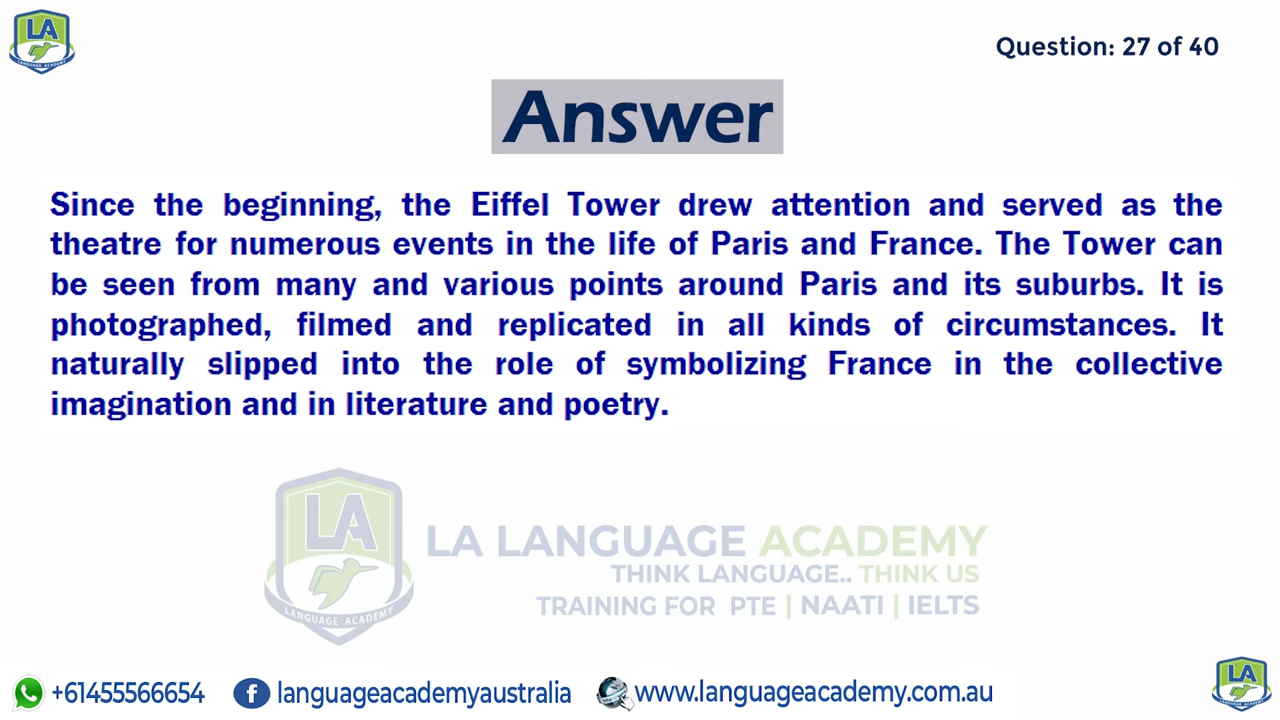 LA
LANGUAGE ACADEMY
Question: 27 of 40
Answer
Since the beginning, the Eiffel Tower drew attention and served as the
theatre for numerous events in the life of Paris and France. The Tower can
be seen from many and various points around Paris and its suburbs. It is
photographed, filmed and replicated in all kinds of circumstances. It
naturally slipped into the role of symbolizing France in the collective
imagination and in literature and poetry.
LA
LANGUAGE ACADEMY
LA LANGUAGE ACADEMY
THINK LANGUAGE.. THINK US
TRAINING FOR PTE | NAATI | IELTS
+61455566654
languageacademyaustralia
www.languageacademy.com.au
LA
LANGUAGE ACADEMY